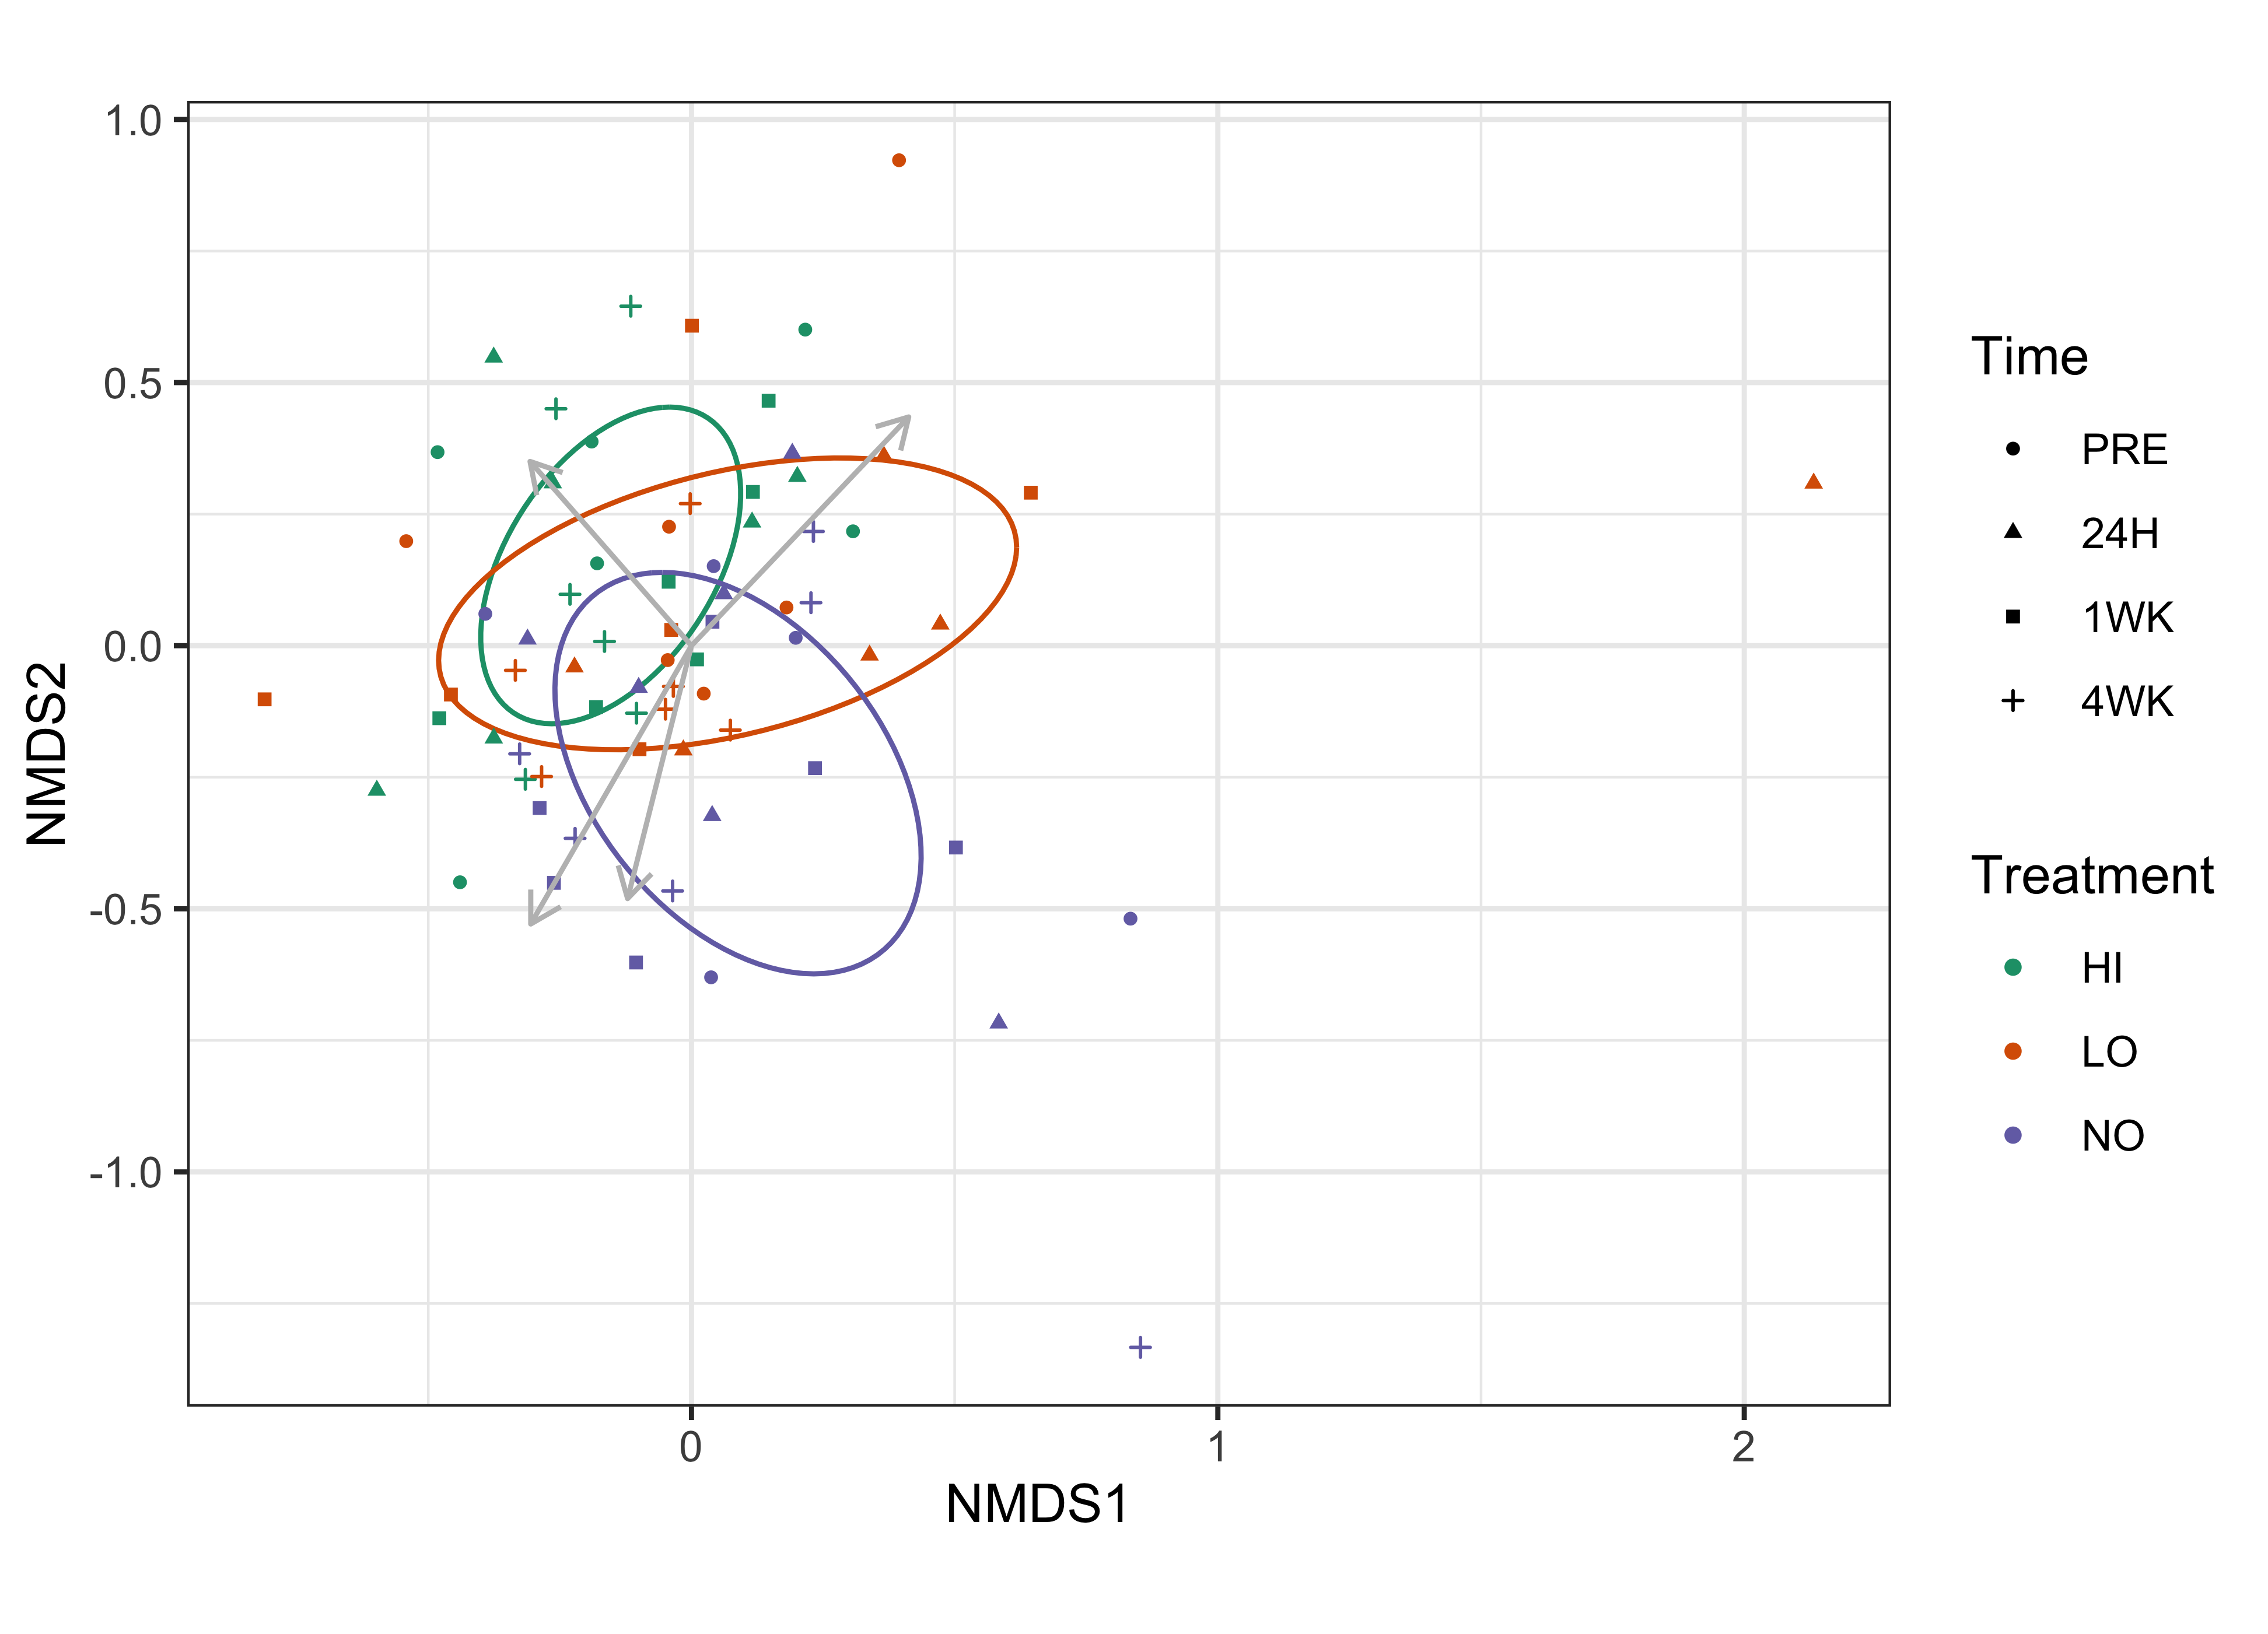 1.0
0.5
0.0
-0.5
-1.0
NMDS2
0
1
2
NMDS1
Time
PRE
24H
1WK
4WK
Treatment
HI
LO
NO